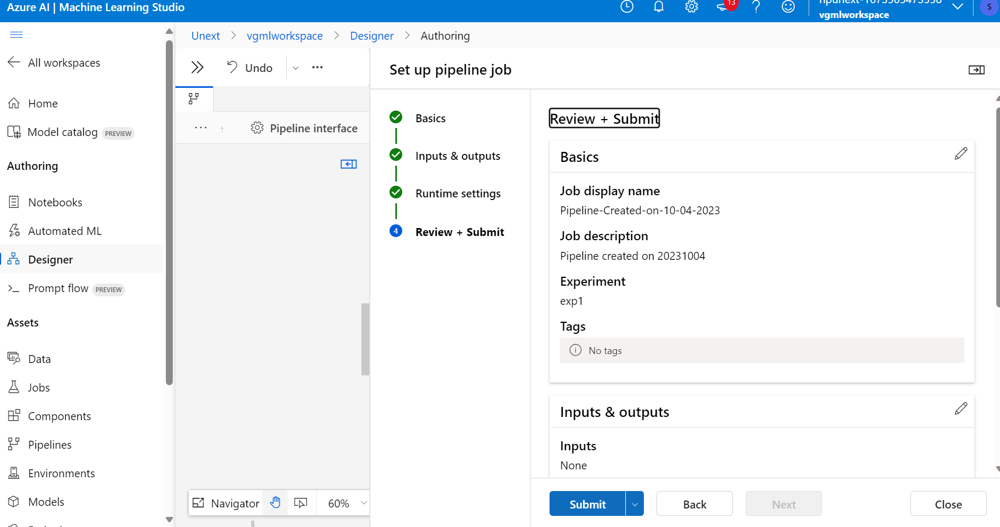 Azure AI | Machine Learning Studio
13
vgmlworkspace
S
All workspaces
Home
Model catalog PREVIEW
Authoring
Notebooks
Automated ML
Designer
Prompt flow PREVIEW
Assets
Data
Jobs
Components
Pipelines
Environments
Models
Unext > vgmlworkspace > Designer > Authoring
Undo
Pipeline interface
Navigator
60%
Set up pipeline job
Basics
Inputs & outputs
Runtime settings
4 Review + Submit
Review + Submit
Basics
Job display name
Pipeline-Created-on-10-04-2023
Job description
Pipeline created on 20231004
Experiment
exp1
Tags
No tags
Inputs & outputs
Inputs
None
Submit
Back
Next
Close